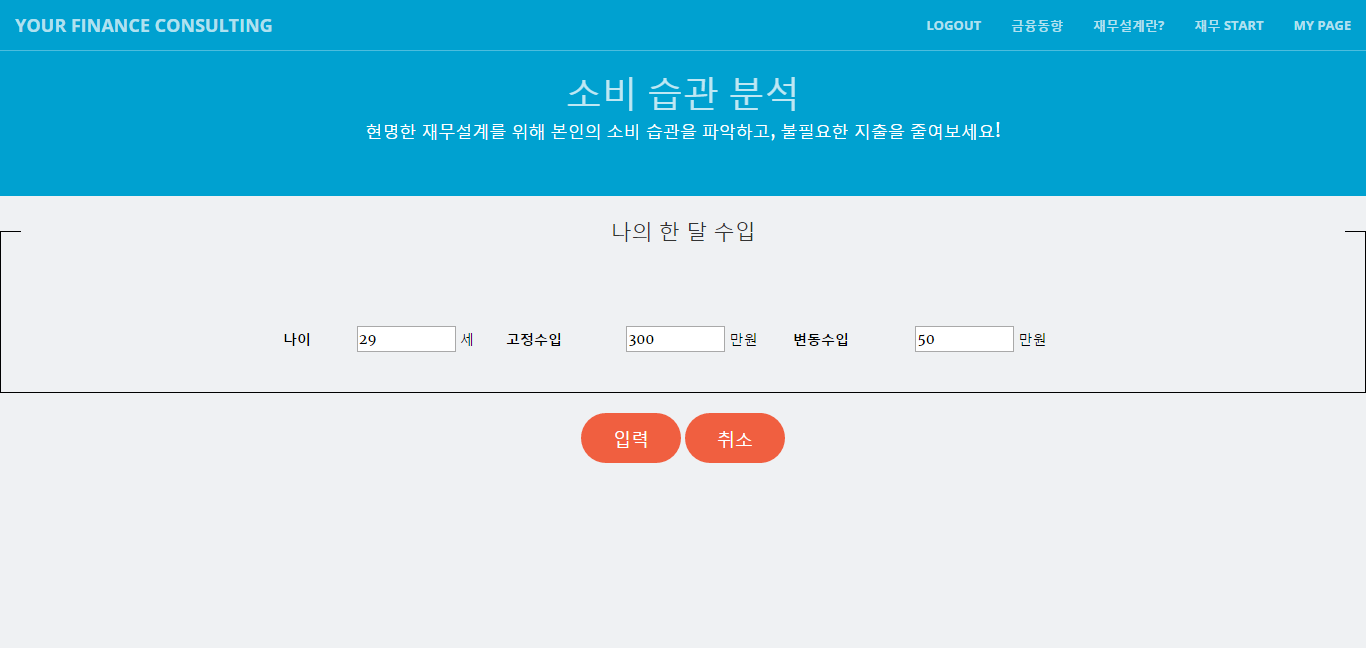 YOUR FINANCE CONSULTING LOGOUT 금융동향 재무설계란? 재무 START MY PAGE
소비 습관 분석
현명한 재무설계를 위해 본인의 소비 습관을 파악하고, 불필요한 지출을 줄여보세요!
나의 한 달 수입
나이 29 세 고정수입 300 만원 변동수입 50 만원
입력 취소